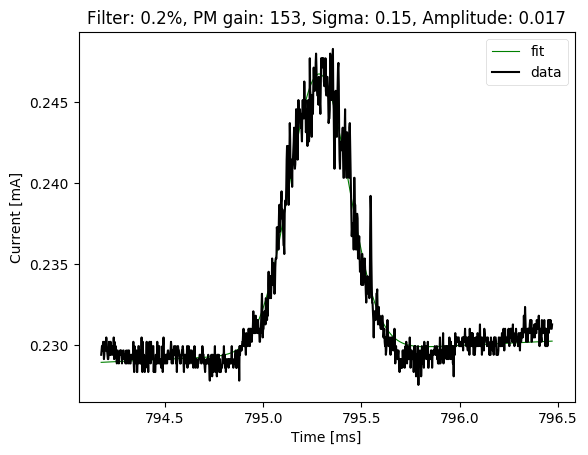 Filter: 0.2%, PM gain: 153, Sigma: 0.15, Amplitude: 0.017
fit
data
0.245
0.240
0.235
0.230
Current [mA]
794.5
795.0
795.5
796.0
796.5
Time [ms]